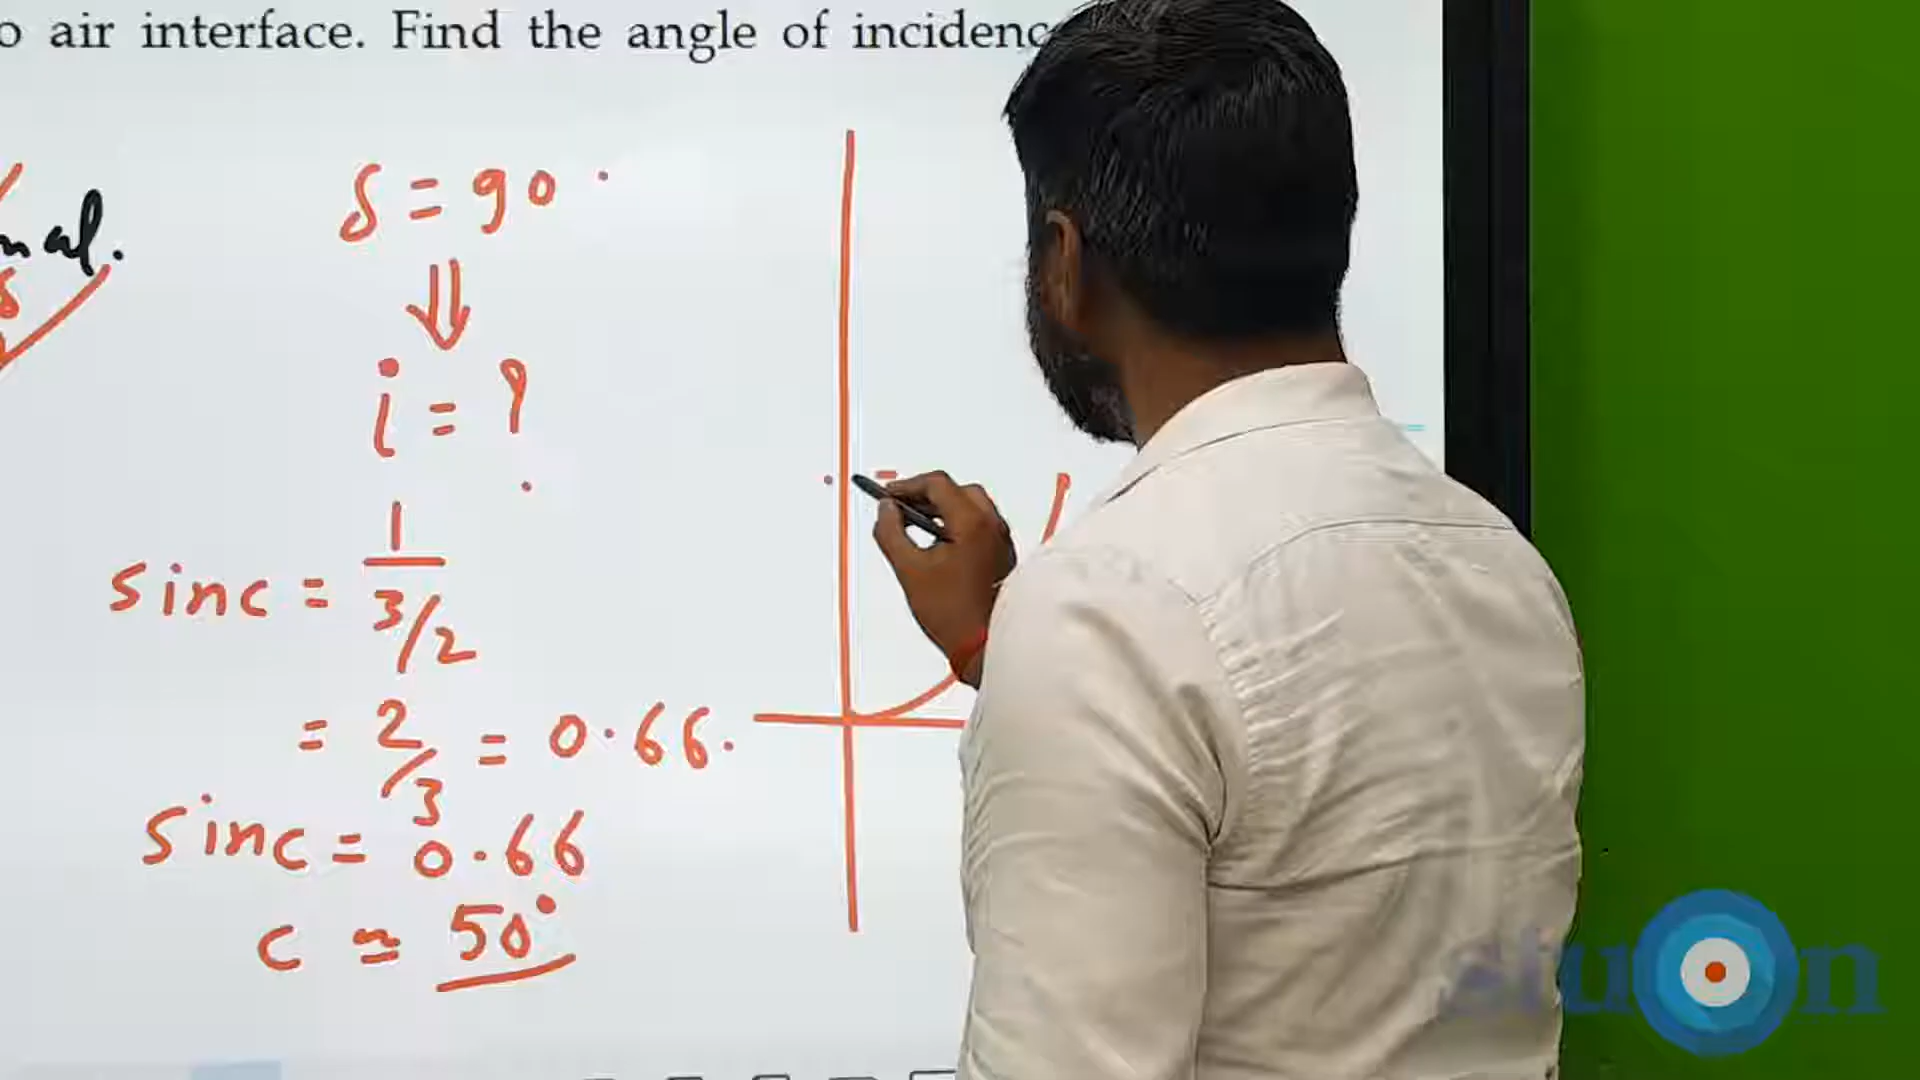 o air interface. Find the angle of
nal.
δ = 90°
i = ?
sinc = 1/3/2
= 2/3 = 0.66.
sinc = 0.66
c ≈ 50°
stuOn